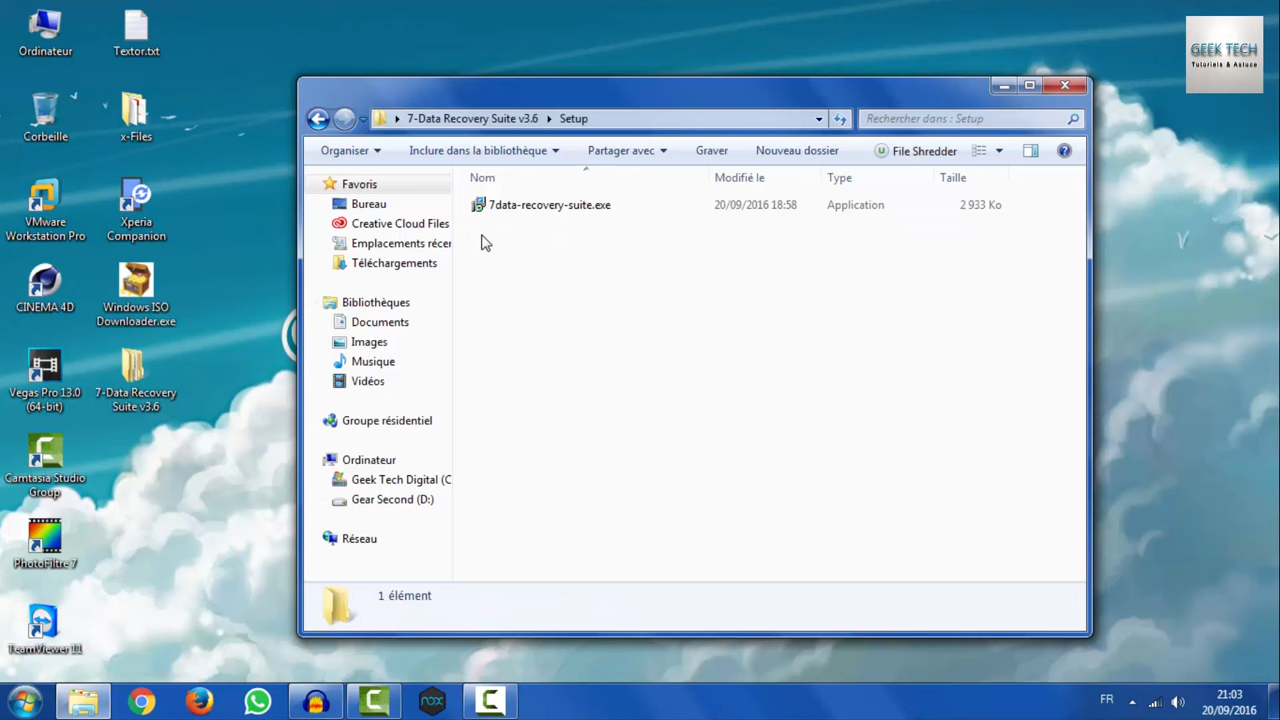 Ordinateur
Textor.txt
GEEK TECH
Tutoriels & Astuce
Corbeille
x-Files
VMware
Workstation Pro
Xperia
Companion
CINEMA 4D
Windows ISO
Downloader.exe
Vegas Pro 13.0
(64-bit)
7-Data Recovery
Suite v3.6
Camtasia Studio
Group
PhotoFiltre 7
TeamViewer 11
7-Data Recovery Suite v3.6
Setup
Rechercher dans : Setup
Organiser
Inclure dans la bibliothèque
Partager avec
Graver
Nouveau dossier
File Shredder
Nom
Modifié le
Type
Taille
7data-recovery-suite.exe
20/09/2016 18:58
Application
2 933 Ko
Favoris
Bureau
Creative Cloud Files
Emplacements récer
Téléchargements
Bibliothèques
Documents
Images
Musique
Vidéos
Groupe résidentiel
Ordinateur
Geek Tech Digital (C
Gear Second (D:)
Réseau
1 élément
nox
FR
21:03
20/09/2016